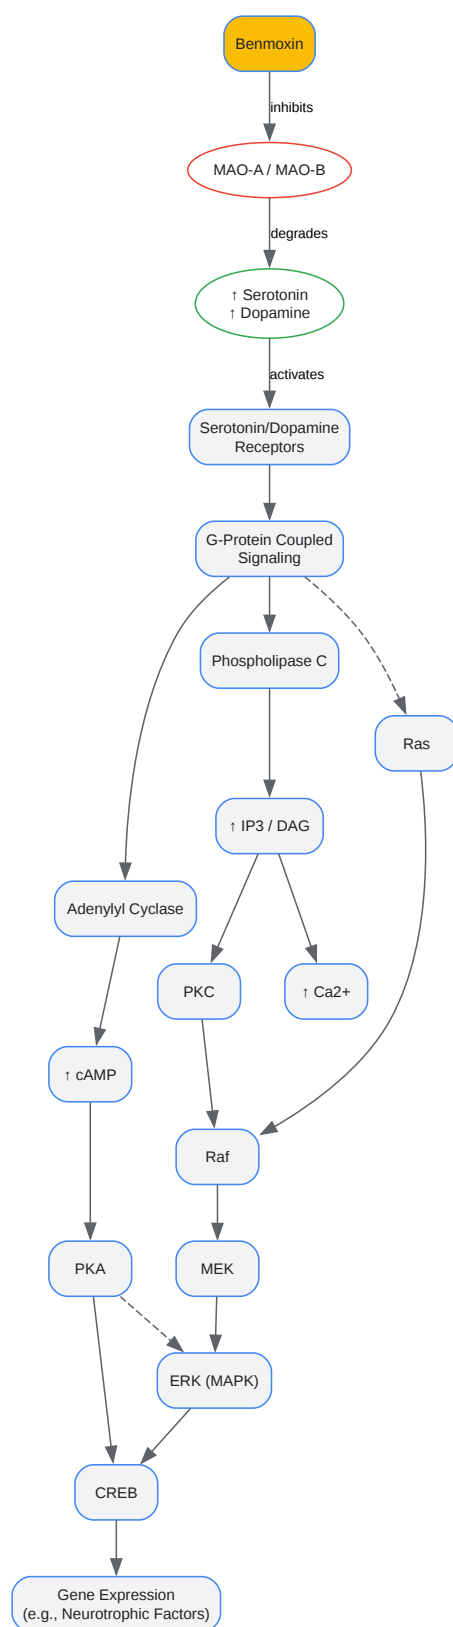 Benmoxin
inhibits
MAO-A / MAO-B
degrades
↑ Serotonin
↑ Dopamine
activates
Serotonin/Dopamine
Receptors
G-Protein Coupled
Signaling
Phospholipase C
Ras
↑ IP3 / DAG
Adenylyl Cyclase
PKC
↑ Ca2+
↑ cAMP
Raf
PKA
MEK
ERK (MAPK)
CREB
Gene Expression
(e.g., Neurotrophic Factors)